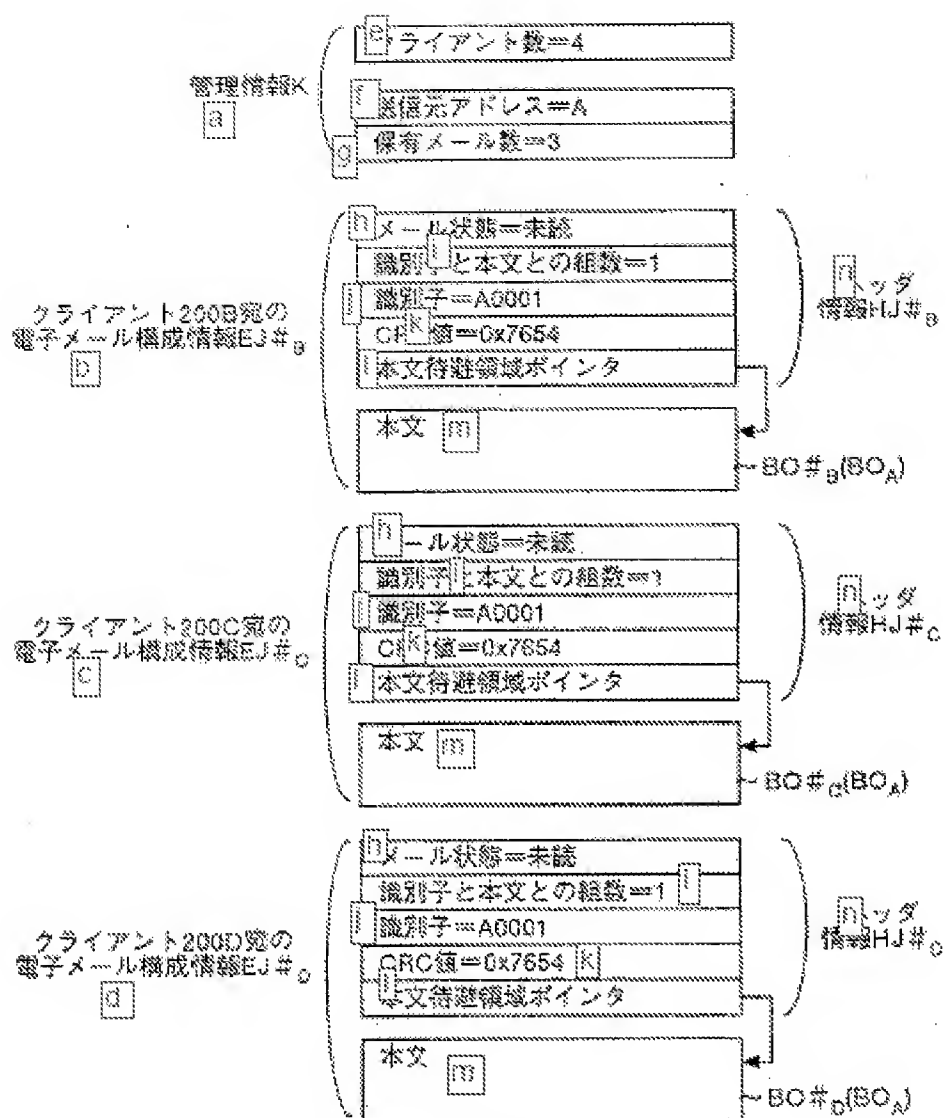 e
クライアント数=4
管理情報K
a
f
送信元アドレス=A
g
保有メール数=3
h
メール状態=未読
i
識別子と本文との組数=1
j
識別子=A0001
k
CRC値=0x7654
l
本文待避領域ポインタ
n
ヘッダ
情報HJ#B
クライアント200B宛の
電子メール構成情報EJ#B
b
本文 m
BO#B(BOA)
h
メール状態=未読
i
識別子と本文との組数=1
j
識別子=A0001
k
CRC値=0x7654
l
本文待避領域ポインタ
n
ヘッダ
情報HJ#C
クライアント200C宛の
電子メール構成情報EJ#C
c
本文 m
BO#C(BOA)
h
メール状態=未読
識別子と本文との組数=1 i
j
識別子=A0001
CRC値=0x7654 k
l
本文待避領域ポインタ
n
ヘッダ
情報HJ#D
クライアント200D宛の
電子メール構成情報EJ#D
d
本文 m
BO#D(BOA)